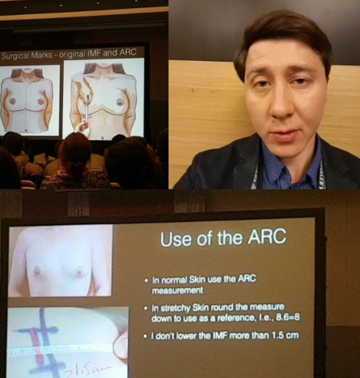 Surgical Marks - original IMF and ARC
Use of the ARC
• In normal Skin use the ARC
measurement
• In stretchy Skin round the measure
down to use as a reference, I.e., 8.6=8
• I don't lower the IMF more than 1.5 cm